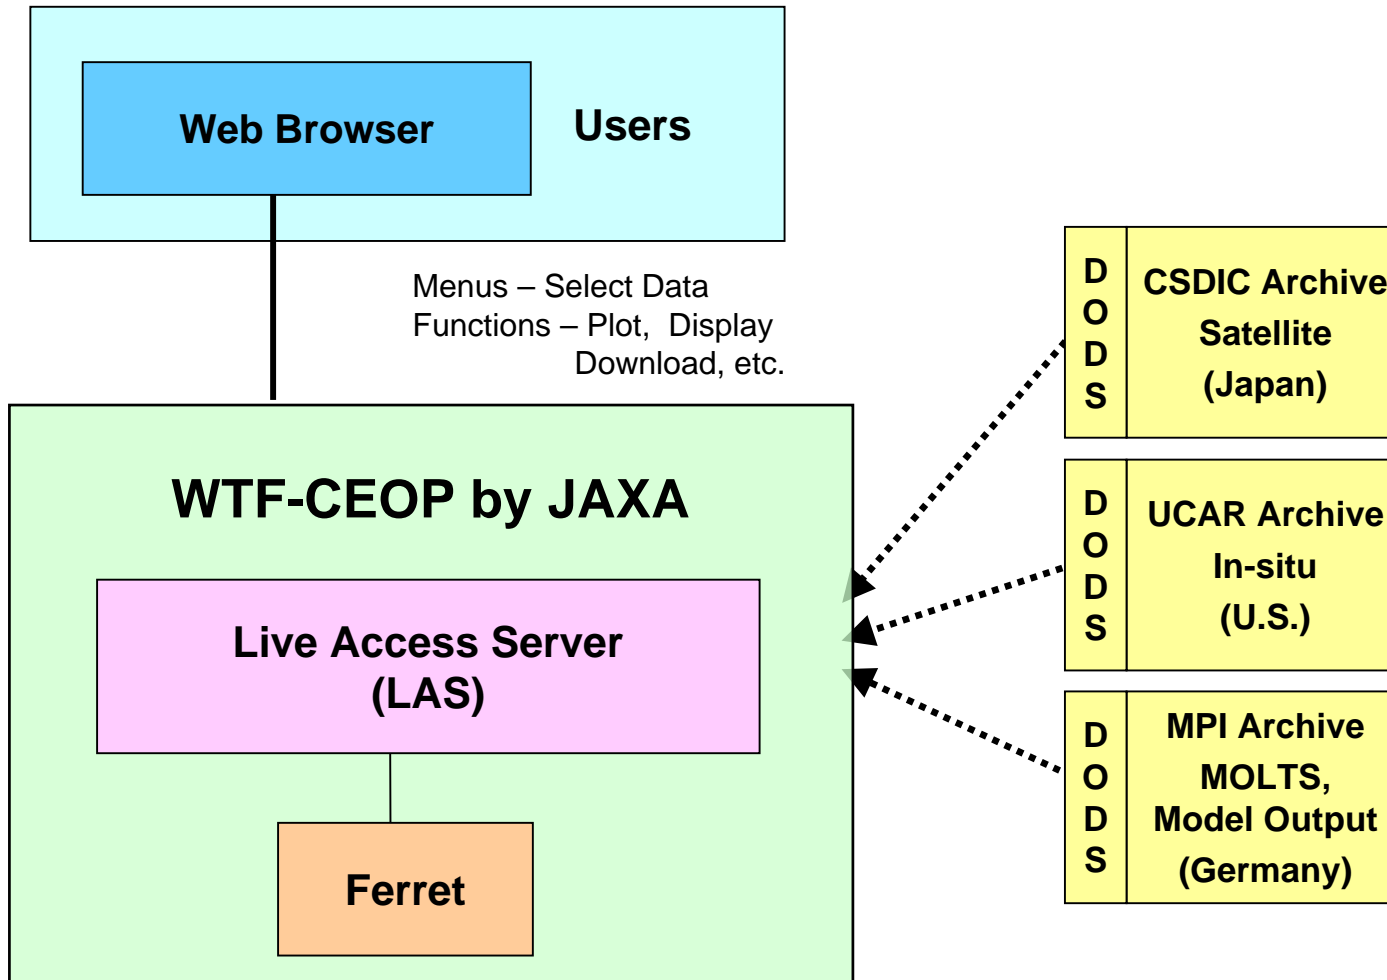 Web Browser
Users
Menus – Select Data
Functions – Plot, Display
Download, etc.
WTF-CEOP by JAXA
Live Access Server
(LAS)
Ferret
D
O
D
S
CSDIC Archive
Satellite
(Japan)
D
O
D
S
UCAR Archive
In-situ
(U.S.)
D
O
D
S
MPI Archive
MOLTS,
Model Output
(Germany)